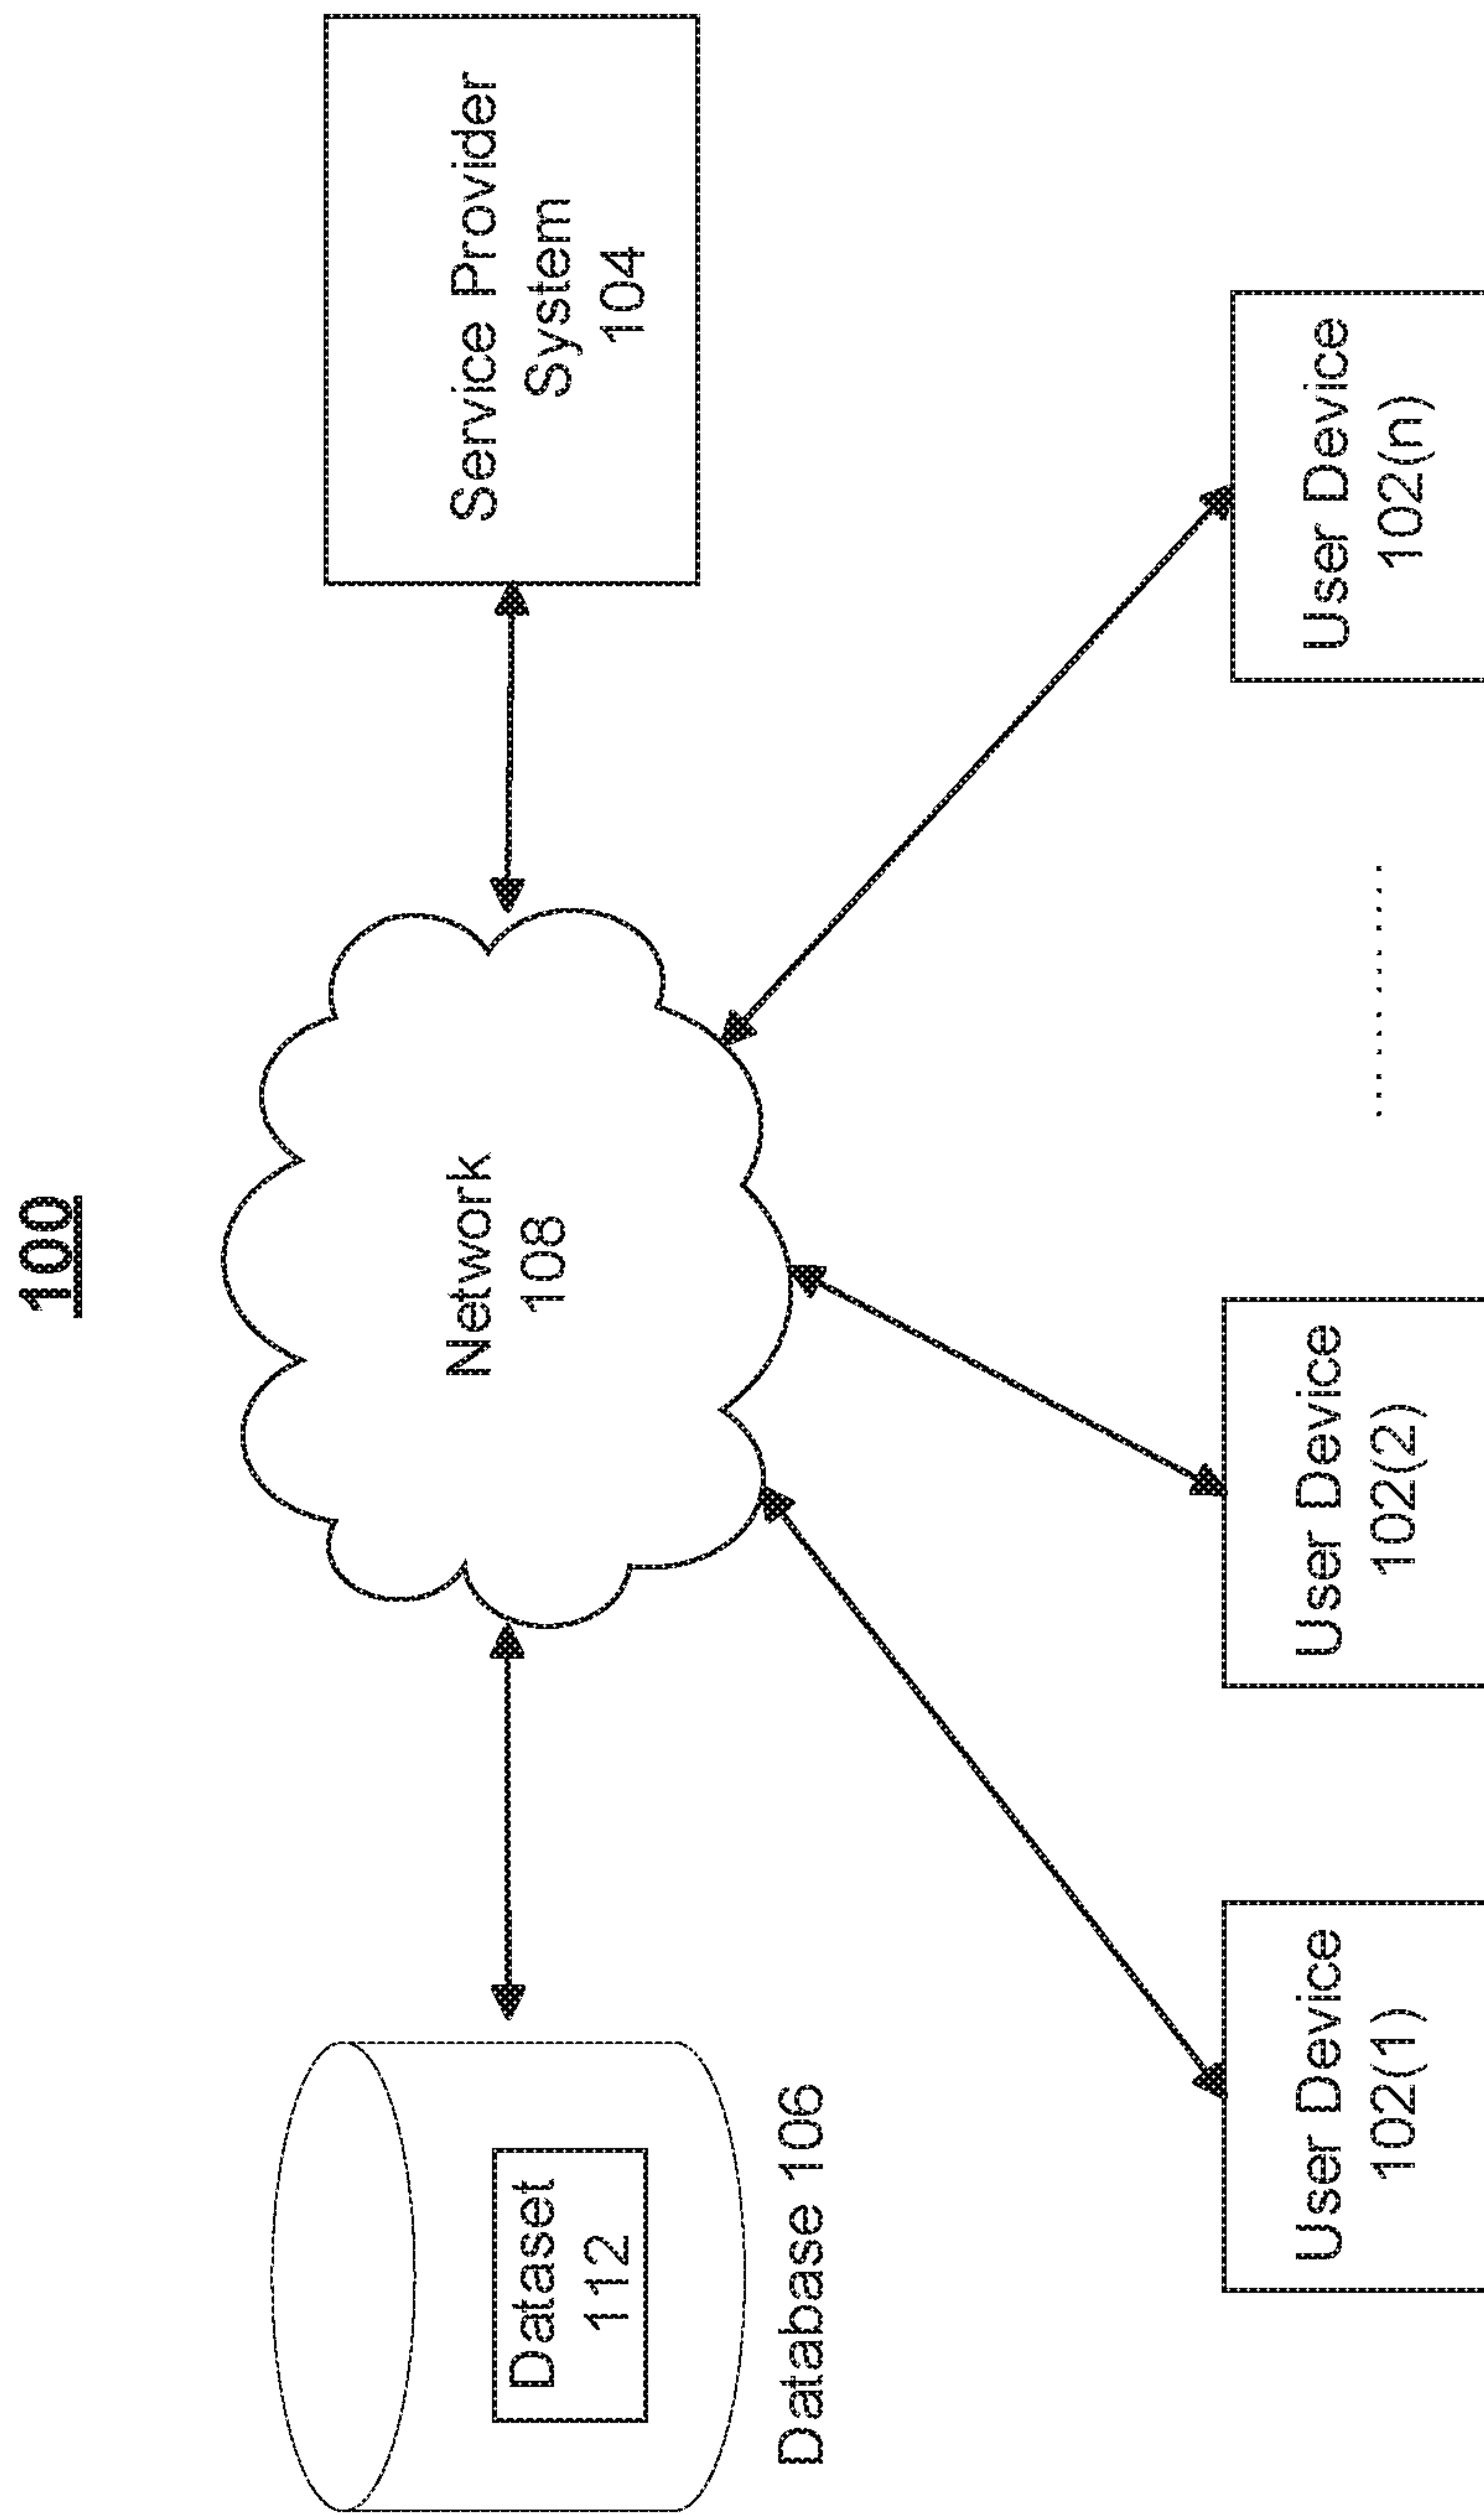 100
Dataset
112
Database 106
Network
108
Service Provider
System
104
User Device
102(1)
User Device
102(2)
..............
User Device
102(n)